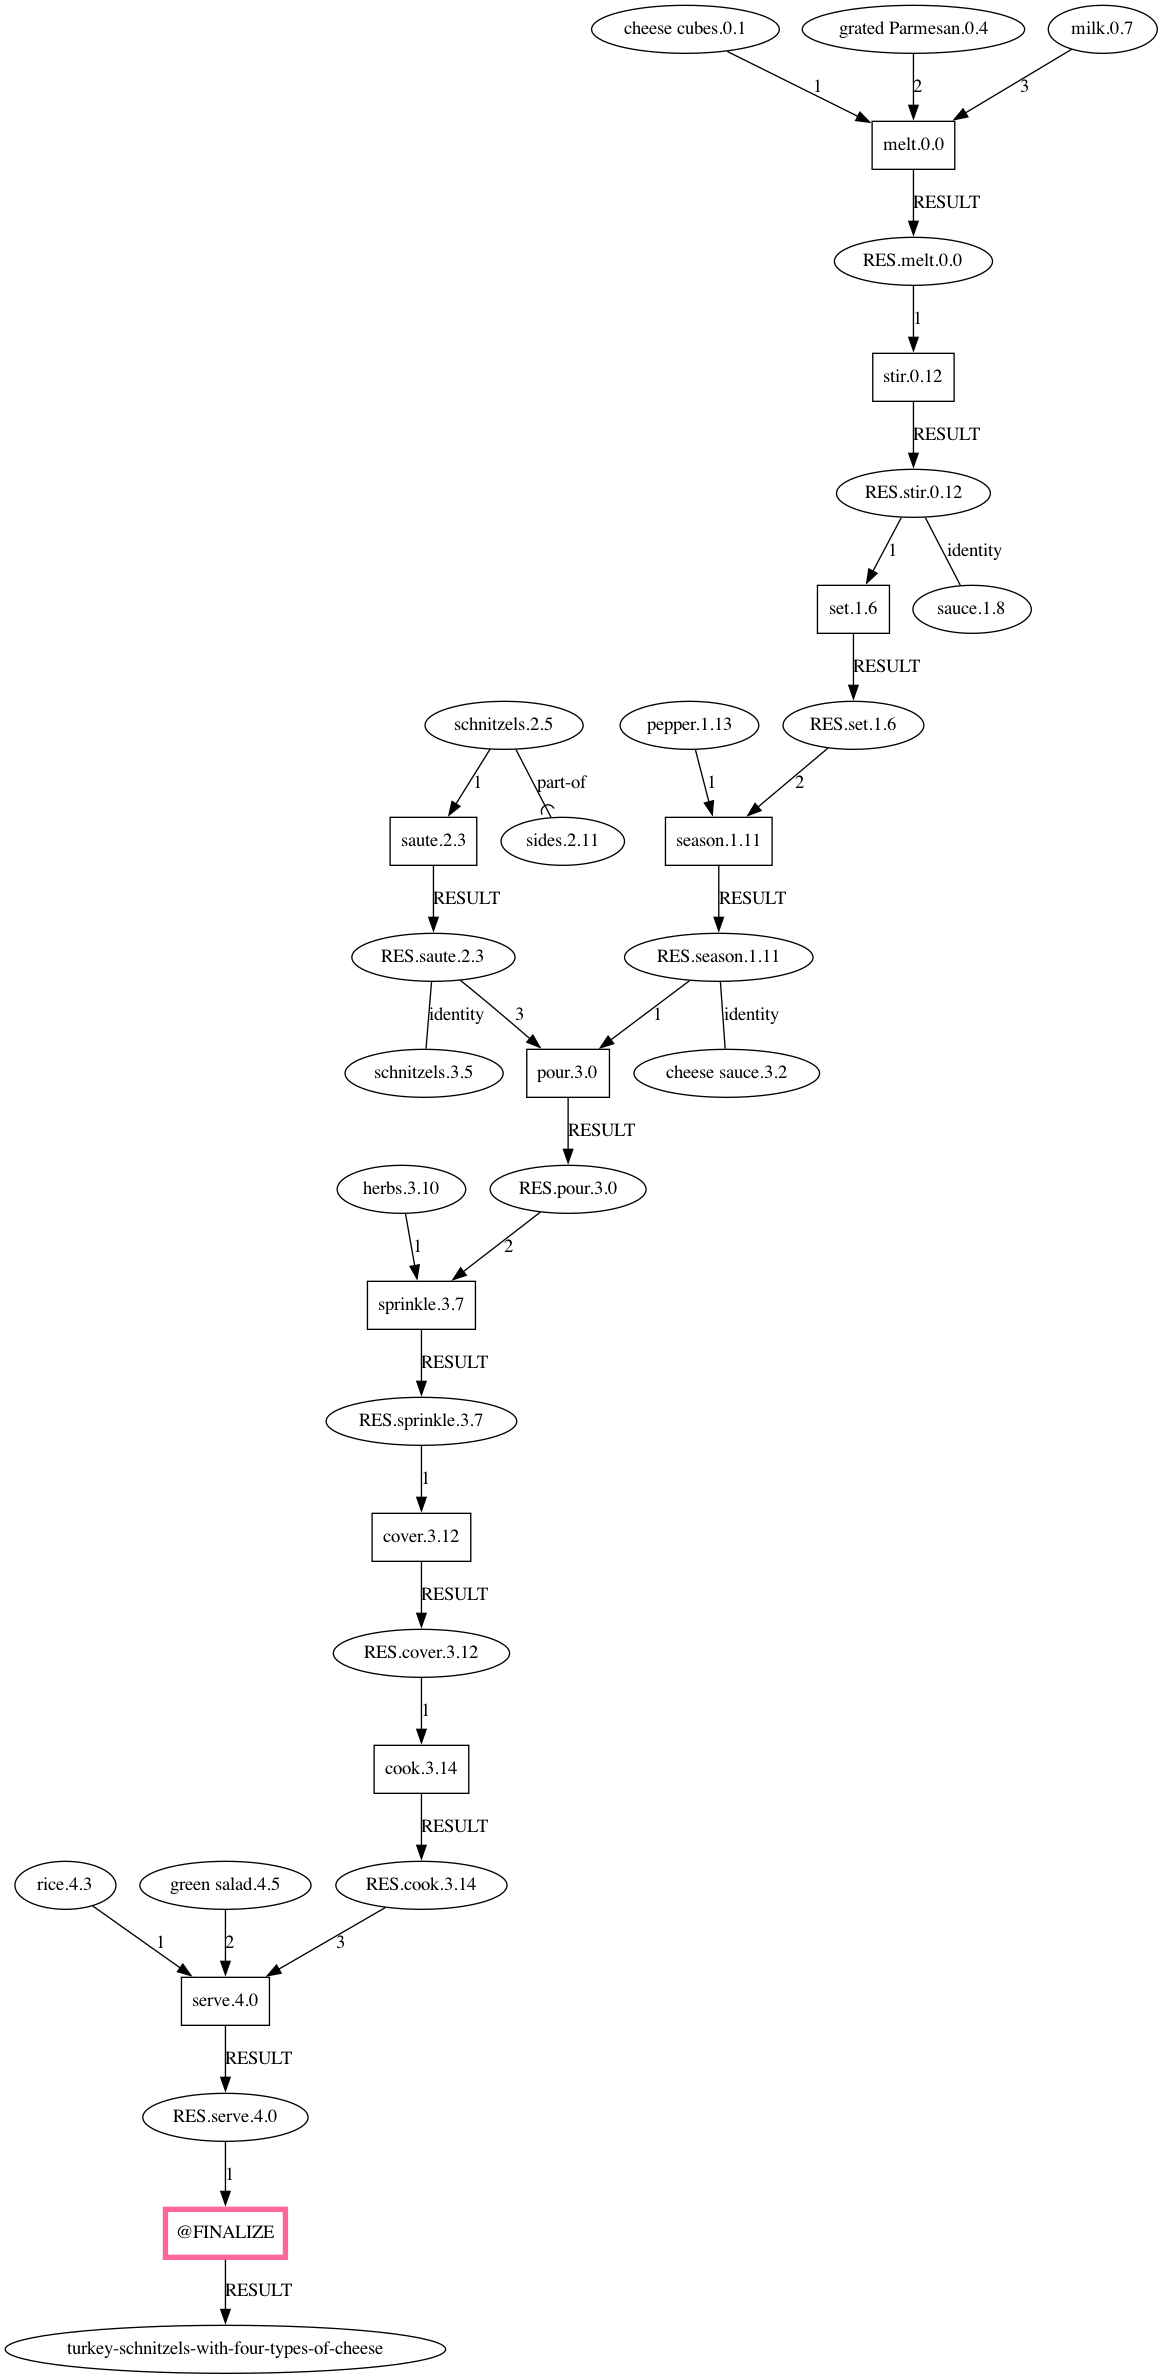 cheese cubes.0.1
grated Parmesan.0.4
milk.0.7
1
2
3
melt.0.0
RESULT
RES.melt.0.0
1
stir.0.12
RESULT
RES.stir.0.12
1
identity
set.1.6
sauce.1.8
RESULT
schnitzels.2.5
pepper.1.13
RES.set.1.6
1
part-of
1
2
saute.2.3
sides.2.11
season.1.11
RESULT
RESULT
RES.saute.2.3
RES.season.1.11
identity
3
1
identity
schnitzels.3.5
pour.3.0
cheese sauce.3.2
RESULT
herbs.3.10
RES.pour.3.0
1
2
sprinkle.3.7
RESULT
RES.sprinkle.3.7
1
cover.3.12
RESULT
RES.cover.3.12
1
cook.3.14
RESULT
rice.4.3
green salad.4.5
RES.cook.3.14
1
2
3
serve.4.0
RESULT
RES.serve.4.0
1
@FINALIZE
RESULT
turkey-schnitzels-with-four-types-of-cheese